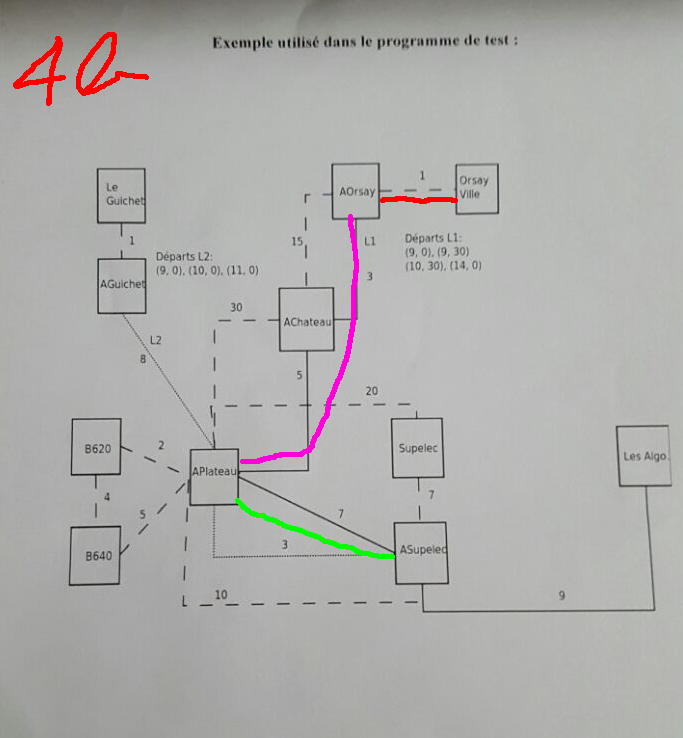 Exemple utilisé dans le programme de test :
Le
Guichet
1
AGuichet
Départs L2:
(9, 0), (10, 0), (11, 0)
AOrsay
1
Orsay
Ville
15
L1
3
Départs L1:
(9, 0), (9, 30)
(10, 30), (14, 0)
30
AChateau
L2
8
5
20
B620
2
APlateau
Supelec
Les Algo.
4
5
7
7
B640
3
ASupelec
10
9